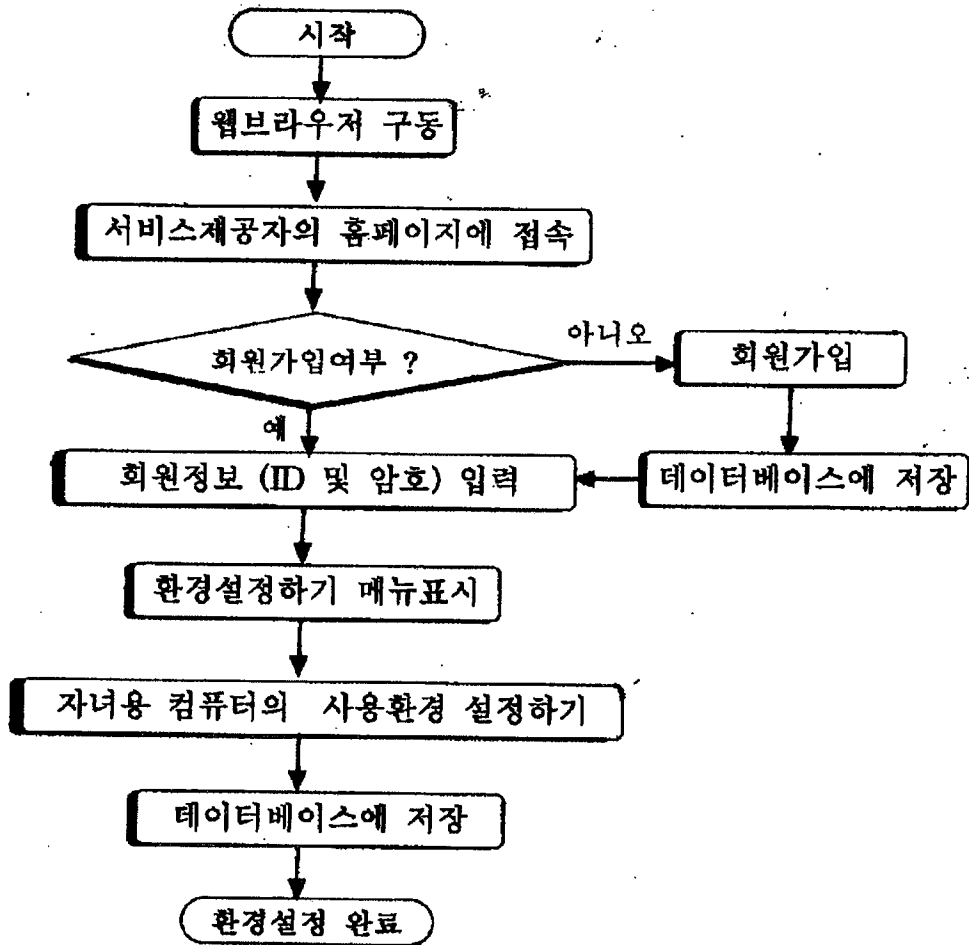 시작
웹브라우저 구동
서비스제공자의 홈페이지에 접속
회원가입여부 ?
아니오
회원가입
예
회원정보 (ID 및 암호) 입력
데이터베이스에 저장
환경설정하기 메뉴표시
자녀용 컴퓨터의 사용환경 설정하기
데이터베이스에 저장
환경설정 완료